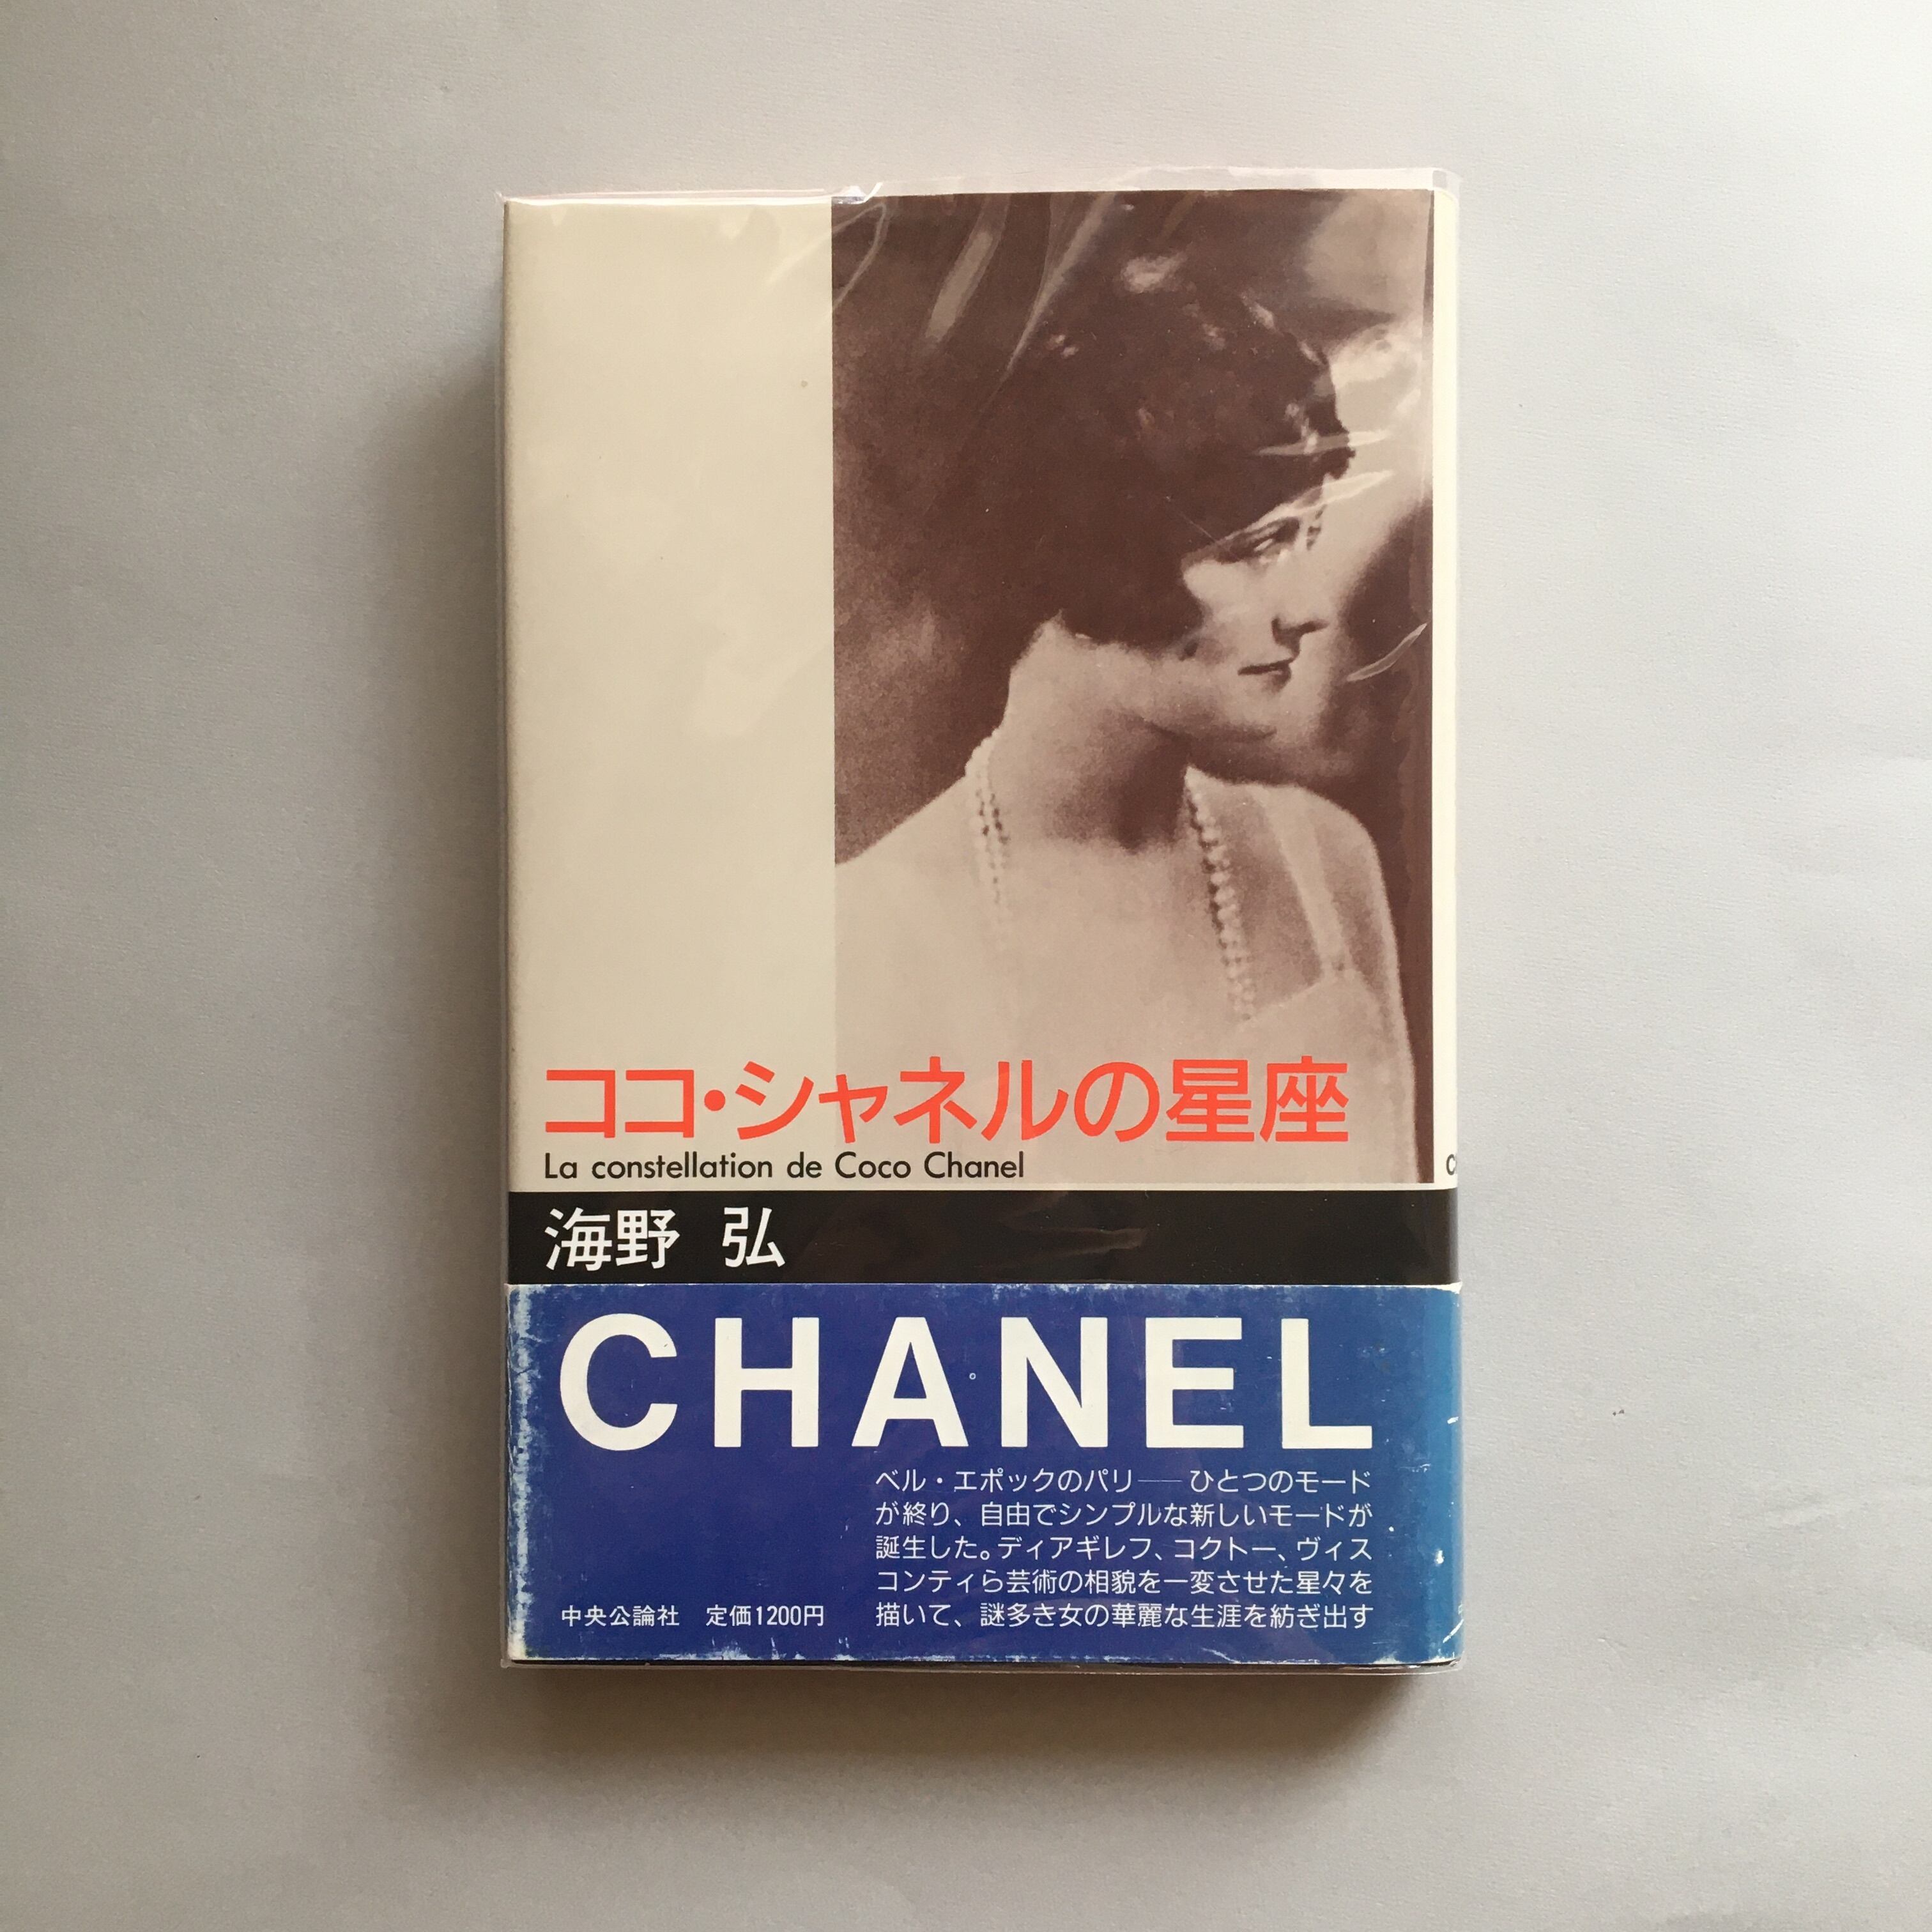 ココ・シャネルの星座
La constellation de Coco Chanel
海野 弘
CHANEL
ベル・エポックのパリ――ひとつのモード
が終り、自由でシンプルな新しいモードが
誕生した。ディアギレフ、コクトー、ヴィス
コンティら芸術の相貌を一変させた星々を
描いて、謎多き女の華麗な生涯を紡ぎ出す
中央公論社 定価1200円